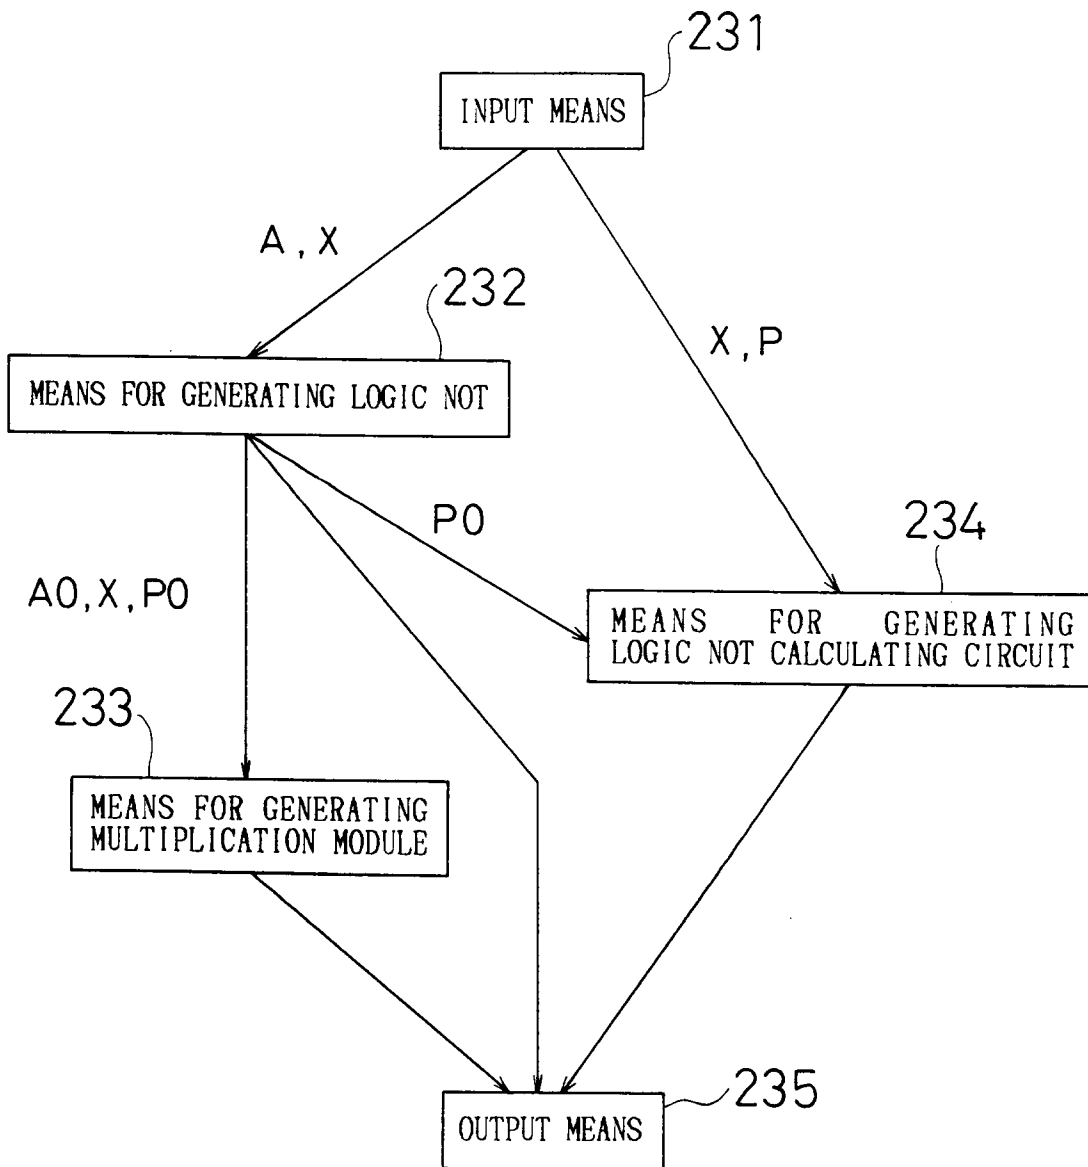 231
INPUT MEANS
A, X
232
X, P
MEANS FOR GENERATING LOGIC NOT
P0
234
A0, X, P0
MEANS FOR GENERATING
LOGIC NOT CALCULATING CIRCUIT
233
MEANS FOR GENERATING
MULTIPLICATION MODULE
235
OUTPUT MEANS